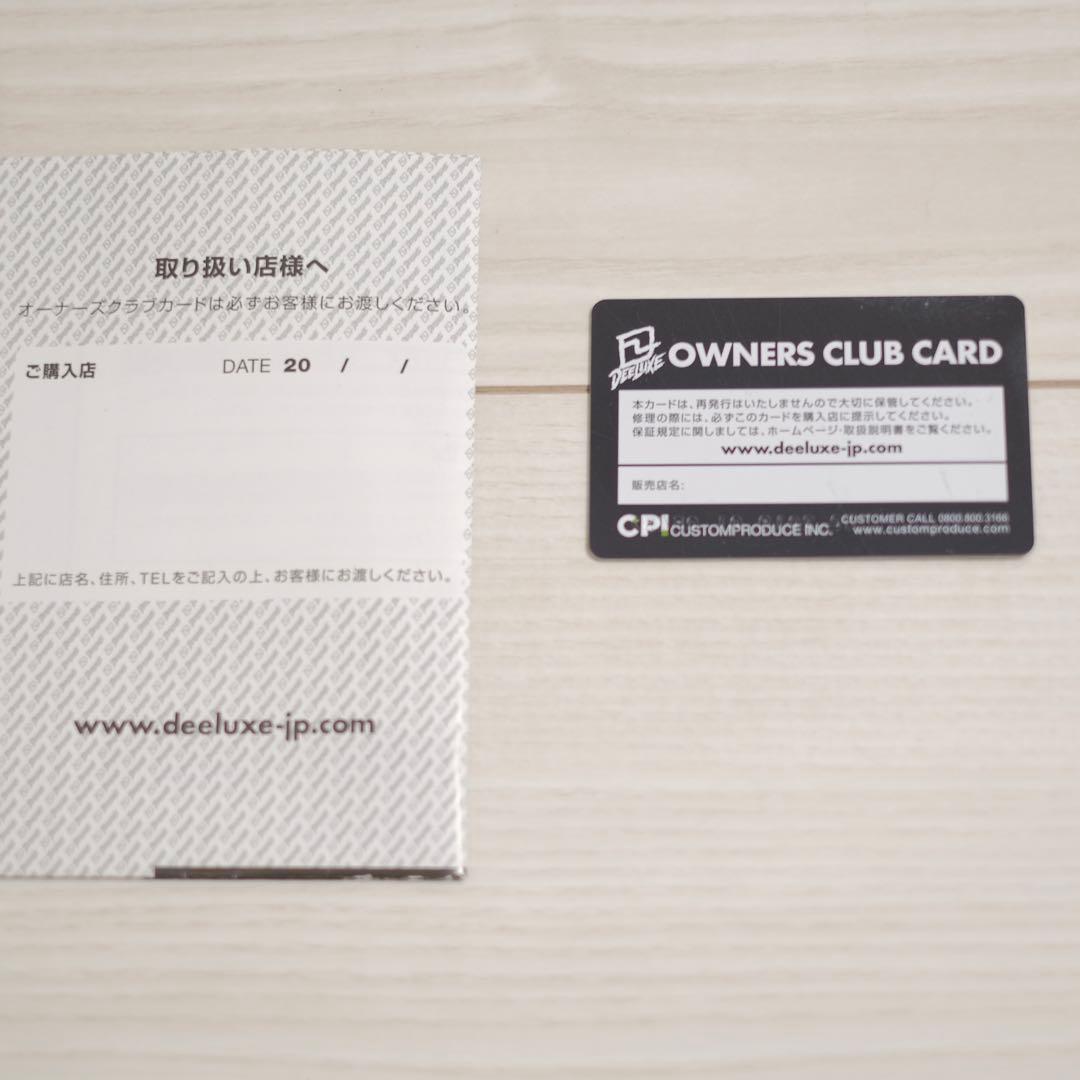 取り扱い店様へ
オーナーズクラブカードは必ずお客様にお渡しください。
ご購入店 DATE 20 / /
上記に店名、住所、TELをご記入の上、お客様にお渡しください。
www.deeluxe-jp.com
DEELUXE OWNERS CLUB CARD
本カードは、再発行はいたしませんので大切に保管してください。
修理の際には、必ずこのカードを購入店に提示してください。
保証規定に関しましては、ホームページ・取扱説明書をご覧ください。
www.deeluxe-jp.com
販売店名:
CPI CUSTOMPRODUCE INC.
CUSTOMER CALL 0800.800.3166
www.customproduce.com